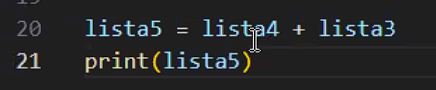 20 lista5 = lista4 + lista3
21 print(lista5)